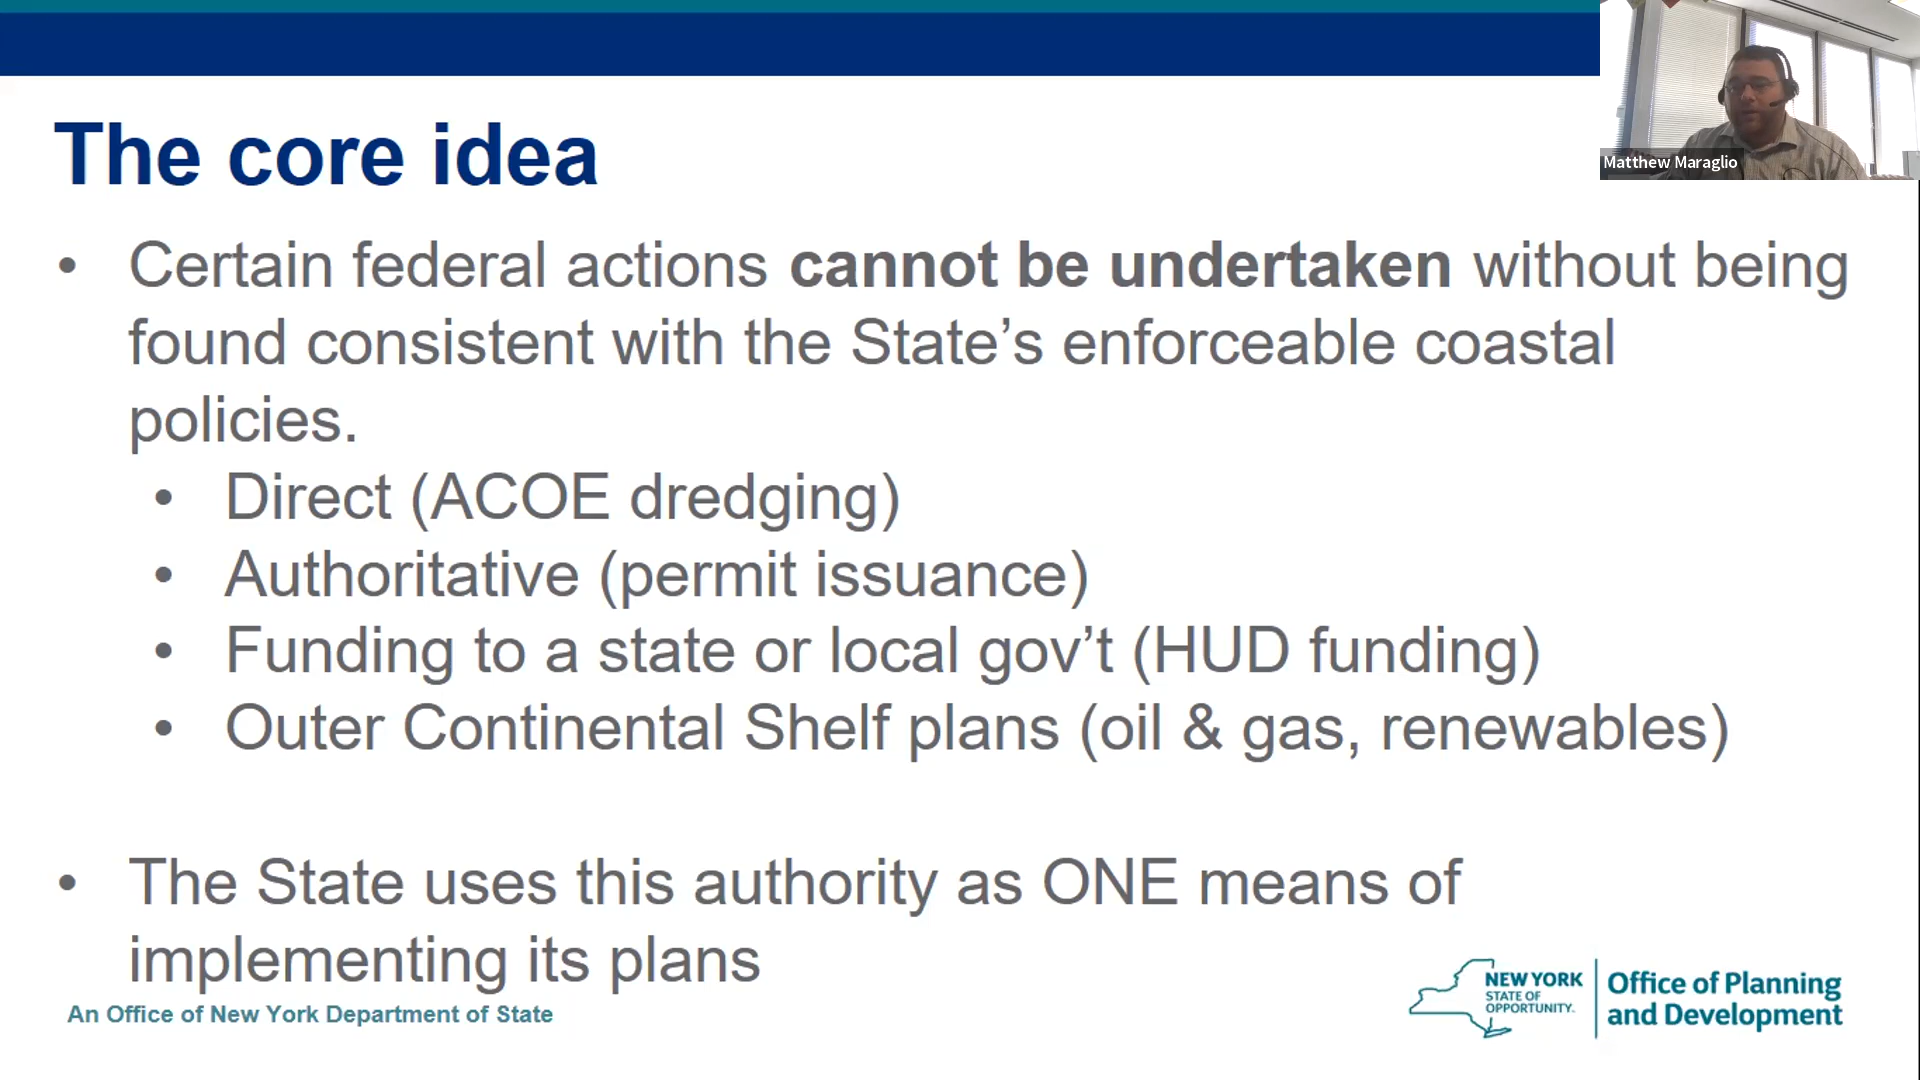 Matthew Maraglio
The core idea
• Certain federal actions cannot be undertaken without being
found consistent with the State’s enforceable coastal
policies.
• Direct (ACOE dredging)
• Authoritative (permit issuance)
• Funding to a state or local gov’t (HUD funding)
• Outer Continental Shelf plans (oil & gas, renewables)
• The State uses this authority as ONE means of
implementing its plans
An Office of New York Department of State
NEW YORK
STATE OF
OPPORTUNITY.
Office of Planning
and Development